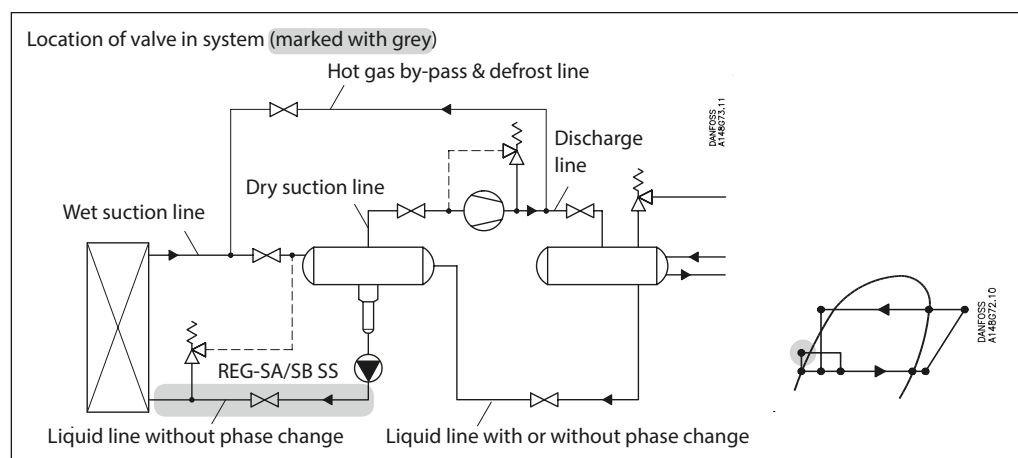 Location of valve in system (marked with grey)
Hot gas by-pass & defrost line
Discharge
line
Dry suction line
Wet suction line
REG-SA/SB SS
Liquid line without phase change
Liquid line with or without phase change
DANFOSS
A148G73.11
DANFOSS
A148G72.10